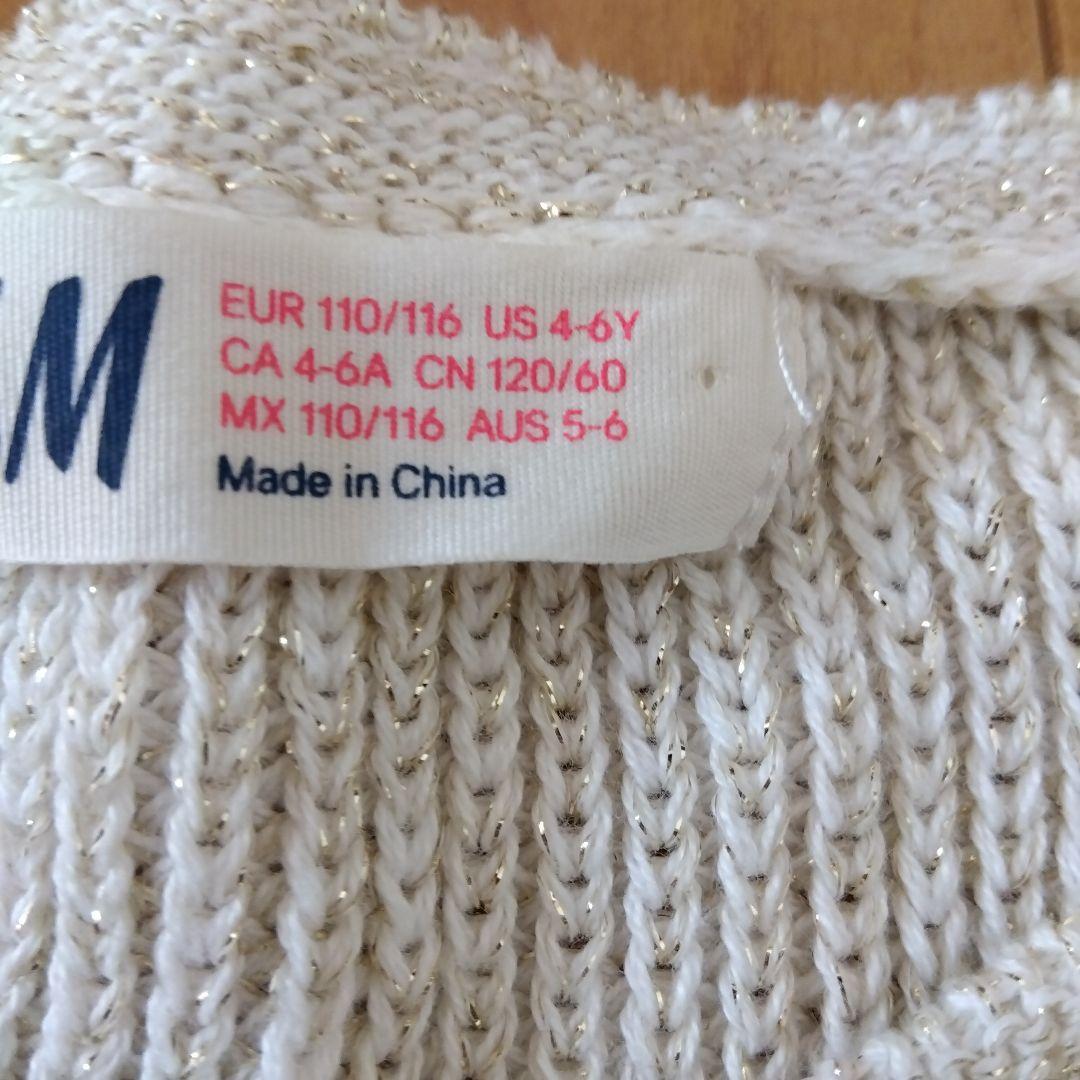 M
EUR 110/116 US 4-6Y
CA 4-6A CN 120/60
MX 110/116 AUS 5-6
Made in China